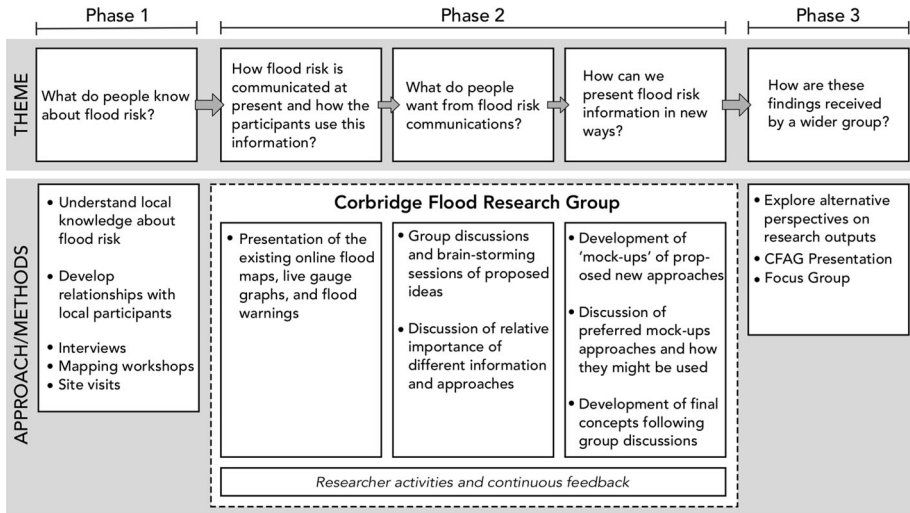 Phase 1
Phase 2
Phase 3
THEME
What do people know
about flood risk?
How flood risk is
communicated at
present and how the
participants use this
information?
What do people
want from flood risk
communications?
How can we
present flood risk
information in new
ways?
How are these
findings received
by a wider group?
APPROACH/METHODS
• Understand local
knowledge about
flood risk
• Develop
relationships with
local participants
• Interviews
• Mapping workshops
• Site visits
Corbridge Flood Research Group
• Presentation of the
existing online flood
maps, live gauge
graphs, and flood
warnings
• Group discussions
and brain-storming
sessions of proposed
ideas
• Discussion of relative
importance of
different information
and approaches
• Development of
‘mock-ups’ of prop-
osed new approaches
• Discussion of
preferred mock-ups
approaches and how
they might be used
• Development of final
concepts following
group discussions
Researcher activities and continuous feedback
• Explore alternative
perspectives on
research outputs
• CFAG Presentation
• Focus Group